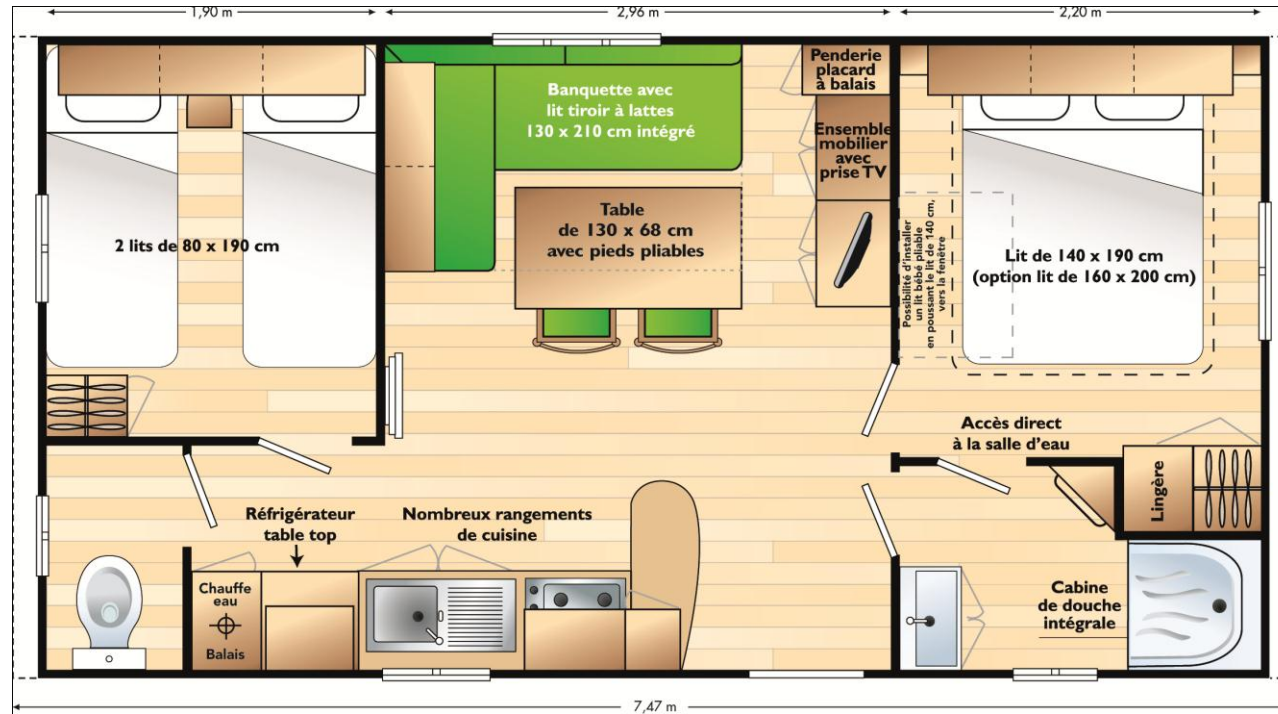 1,90 m
2,96 m
2,20 m
Banquette avec
lit tiroir à lattes
130 x 210 cm intégré
Penderie
placard
à balais
Ensemble
mobilier
avec
prise TV
2 lits de 80 x 190 cm
Table
de 130 x 68 cm
avec pieds pliables
Possibilité d'installer
un lit bébé pliable
en poussant le lit de 140 cm,
vers la fenêtre
Lit de 140 x 190 cm
(option lit de 160 x 200 cm)
Accès direct
à la salle d'eau
Lingère
Réfrigérateur
table top
Nombreux rangements
de cuisine
Chauffe
eau
Balais
Cabine
de douche
intégrale
7,47 m